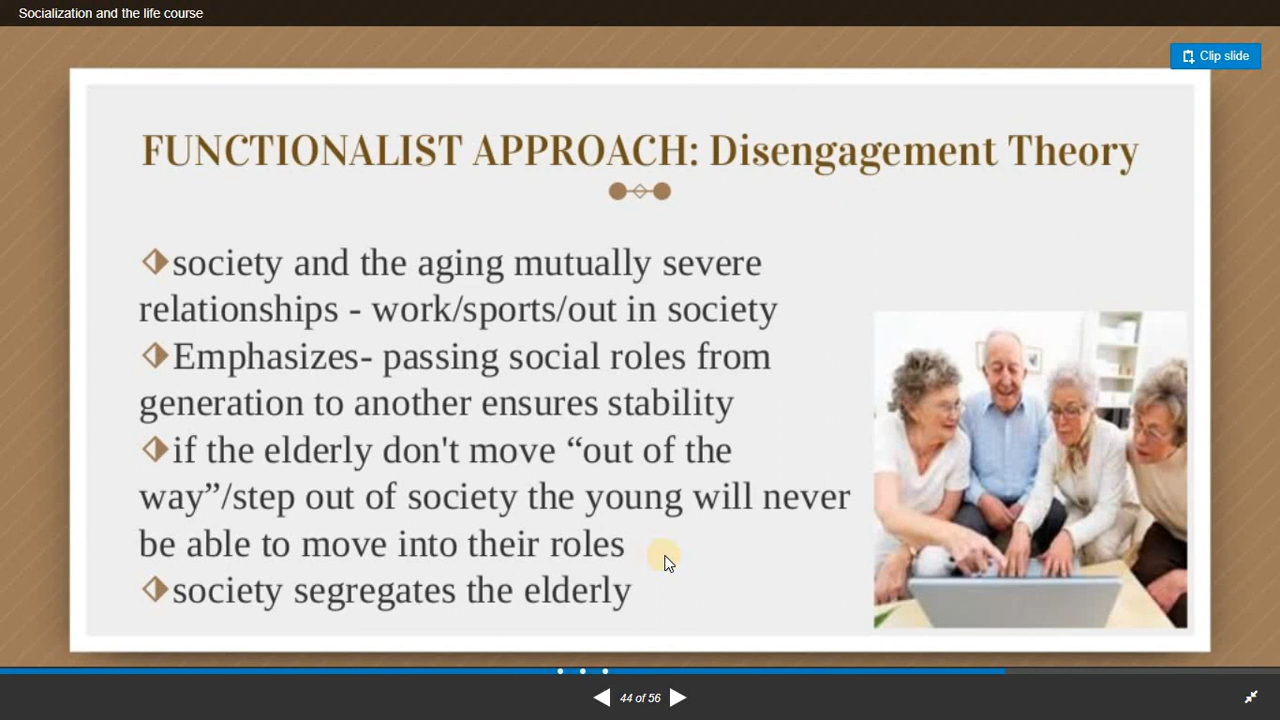 Socialization and the life course
Clip slide
FUNCTIONALIST APPROACH: Disengagement Theory
society and the aging mutually severe
relationships - work/sports/out in society
Emphasizes- passing social roles from
generation to another ensures stability
if the elderly don't move “out of the
way”/step out of society the young will never
be able to move into their roles
society segregates the elderly
44 of 56